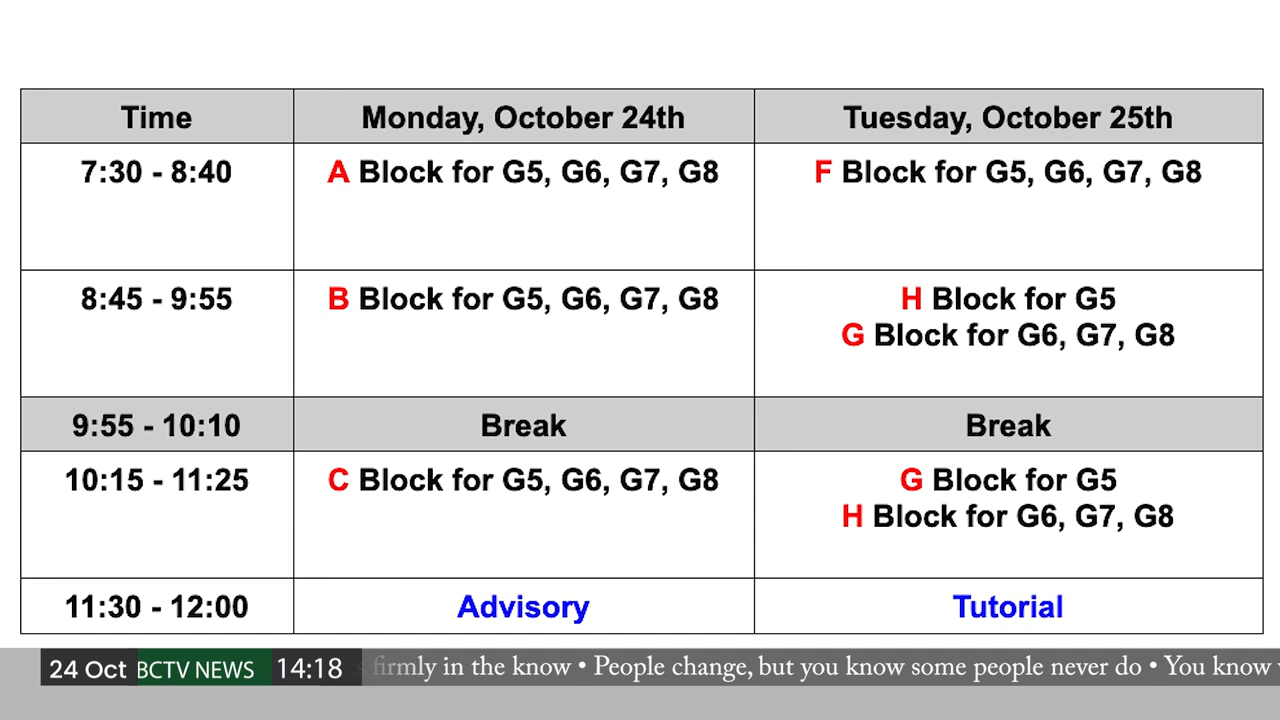 Time Monday, October 24th Tuesday, October 25th
7:30 - 8:40 A Block for G5, G6, G7, G8 F Block for G5, G6, G7, G8
8:45 - 9:55 B Block for G5, G6, G7, G8 H Block for G5
G Block for G6, G7, G8
9:55 - 10:10 Break Break
10:15 - 11:25 C Block for G5, G6, G7, G8 G Block for G5
H Block for G6, G7, G8
11:30 - 12:00 Advisory Tutorial
24 Oct BCTV NEWS 14:18 firmly in the know • People change, but you know some people never do • You know